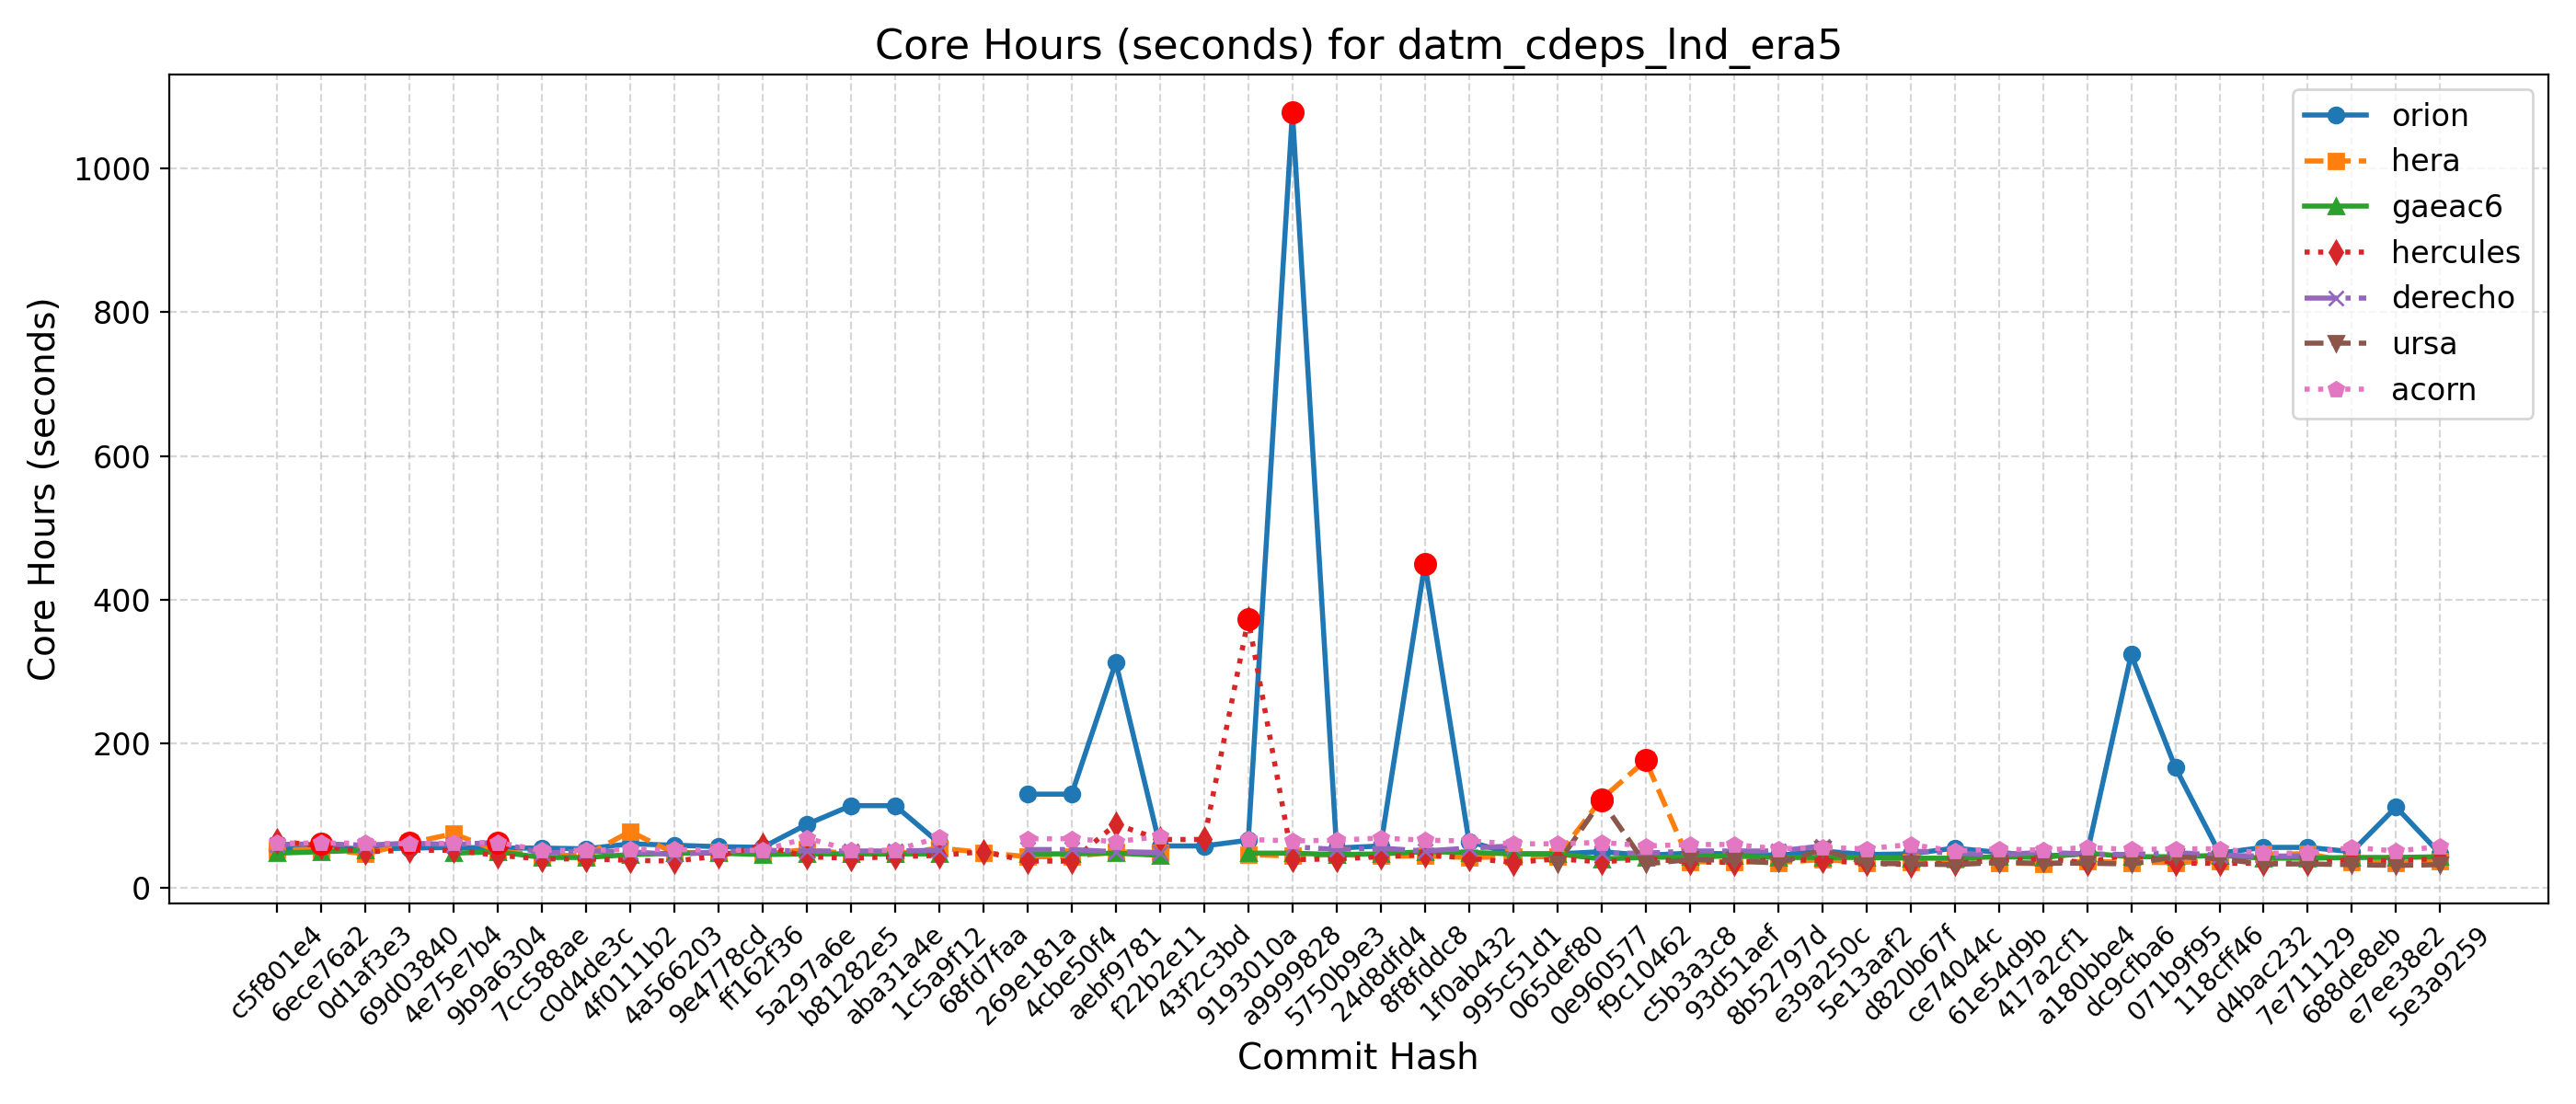 Core Hours (seconds) for datm_cdeps_lnd_era5
Core Hours (seconds)
1000
800
600
400
200
0
orion
hera
gaeac6
hercules
derecho
ursa
acorn
c5f801e4
6ece76a2
0d1af3e3
69d03840
4e75e7b4
9b9a6304
7cc588ae
c0d4de3c
4f0111b2
4a566203
9e4778cd
ff162f36
5a297a6e
b81282e5
aba31a4e
1c5a9f12
68fd7faa
269e181a
4cbe50f4
aebf9781
f22b2e11
43f2c3bd
9193010a
a9999828
5750b9e3
24d8dfd4
8f8fddc8
1f0ab432
995c51d1
065def80
0e960577
f9c10462
c5b3a3c8
93d51aef
8b52797d
e39a250c
5e13aaf2
d820b67f
ce74044c
61e54d9b
417a2cf1
a180bbe4
dc9cfba6
071b9f95
118cff46
d4bac232
7e711129
688de8eb
e7ee38e2
5e3a9259
Commit Hash